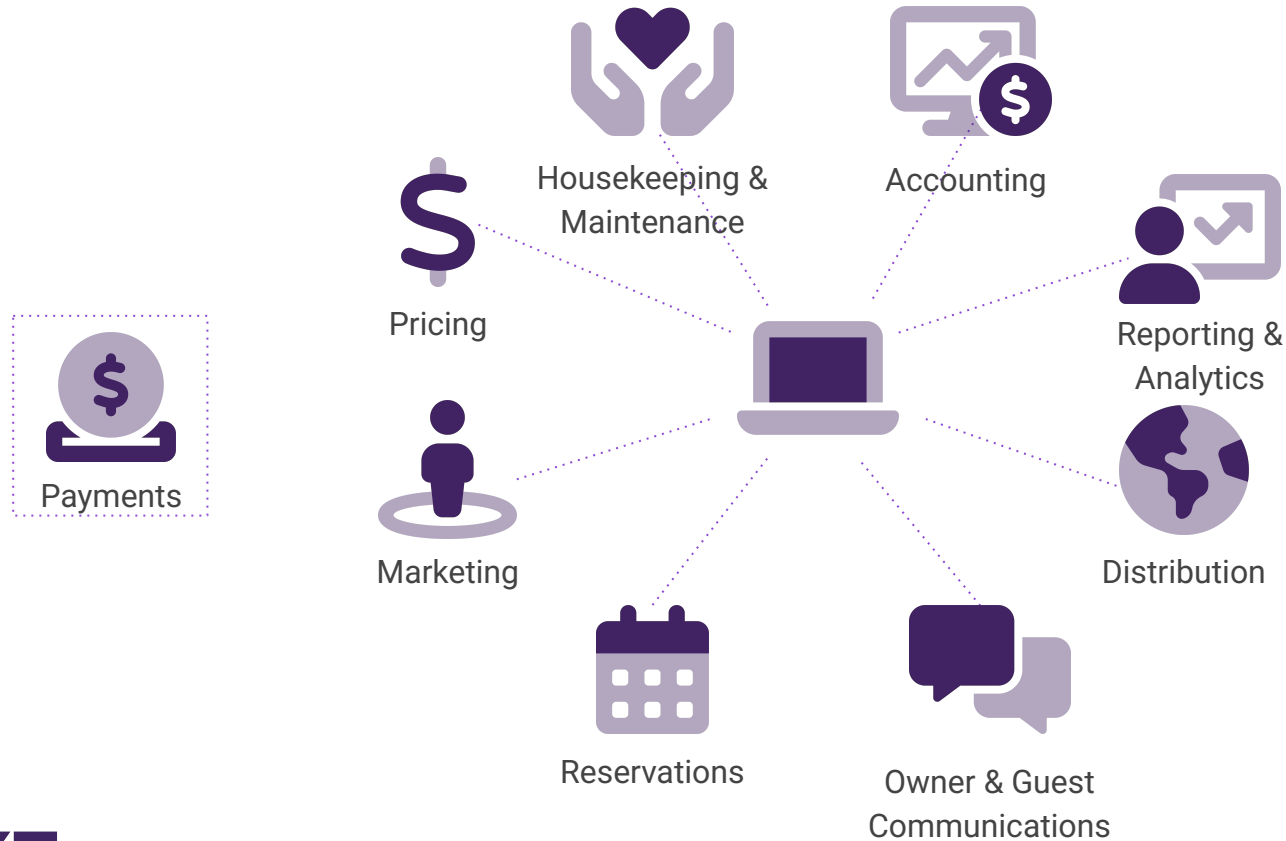 Housekeeping &
Maintenance
Accounting
Pricing
Reporting &
Analytics
Payments
Marketing
Distribution
Reservations
Owner & Guest
Communications